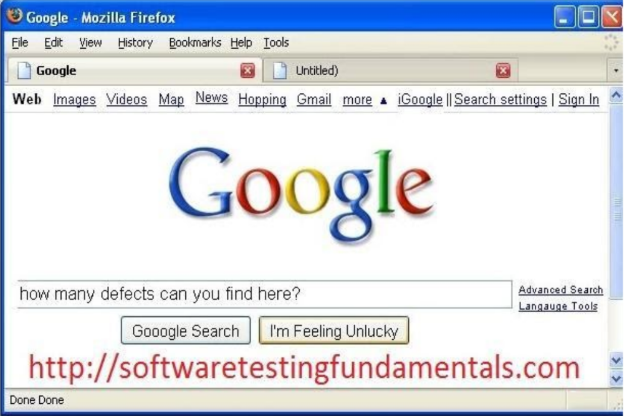 Google - Mozilla Firefox
File Edit View History Bookmarks Help Tools
Google Untitled)
Web Images Videos Map News Hopping Gmail more ▲ iGoogle || Search settings | Sign In
Google
how many defects can you find here?
Advanced Search
Langauge Tools
Gooogle Search I'm Feeling Unlucky
http://softwaretestingfundamentals.com
Done Done